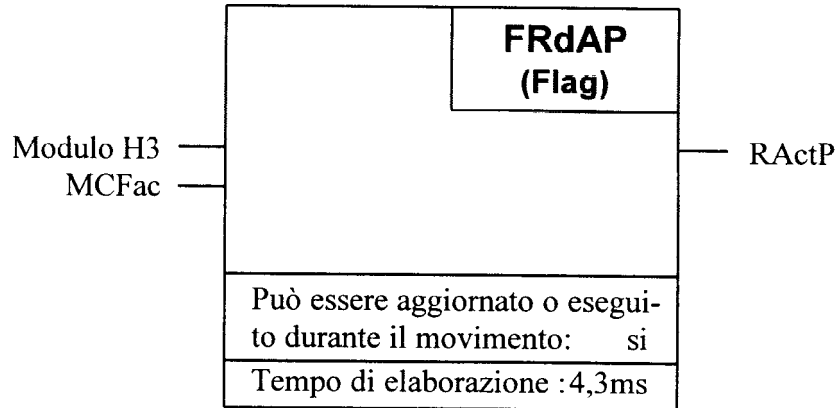 FRdAP
(Flag)
Modulo H3
RActP
MCFac
Può essere aggiornato o esegui-
to durante il movimento: si
Tempo di elaborazione :4,3ms